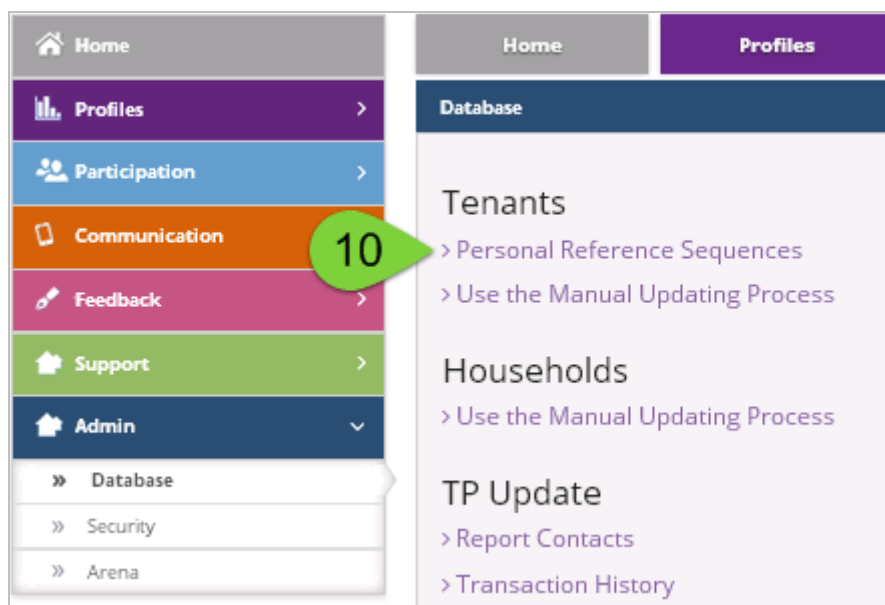 Home
Profiles
Participation
Communication
Feedback
Support
Admin
Database
Security
Arena
Home
Profiles
Database
Tenants
10
Personal Reference Sequences
Use the Manual Updating Process
Households
Use the Manual Updating Process
TP Update
Report Contacts
Transaction History